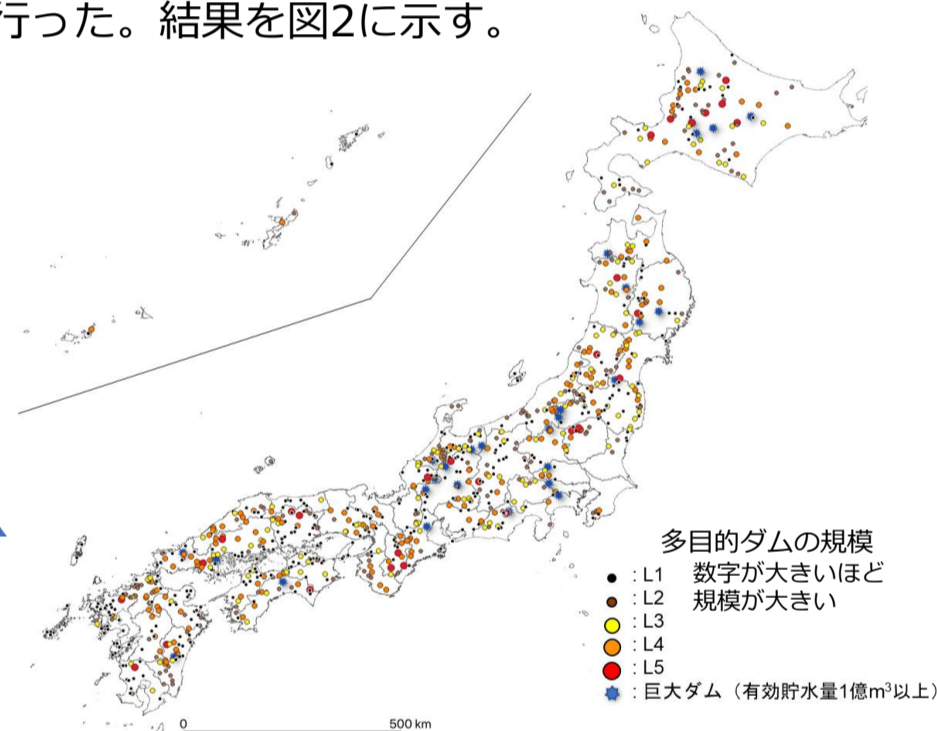 行った。結果を図2に示す。
多目的ダムの規模
: L1 数字が大きいほど
: L2 規模が大きい
: L3
: L4
: L5
: 巨大ダム（有効貯水量1億m³以上）
0 500 km